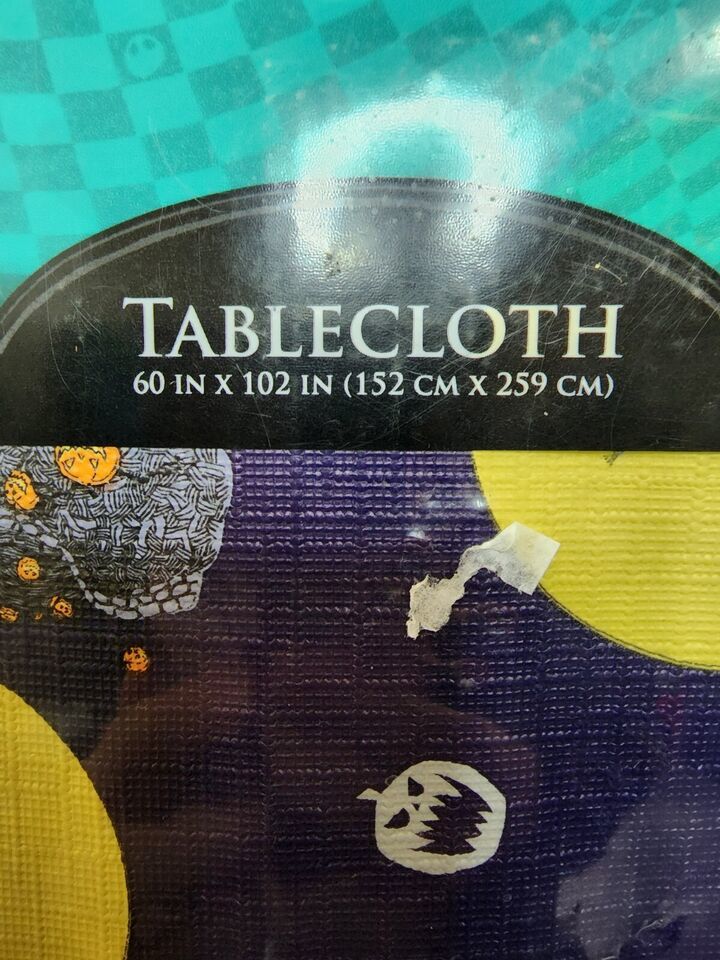 TABLECLOTH
60 IN X 102 IN (152 CM X 259 CM)